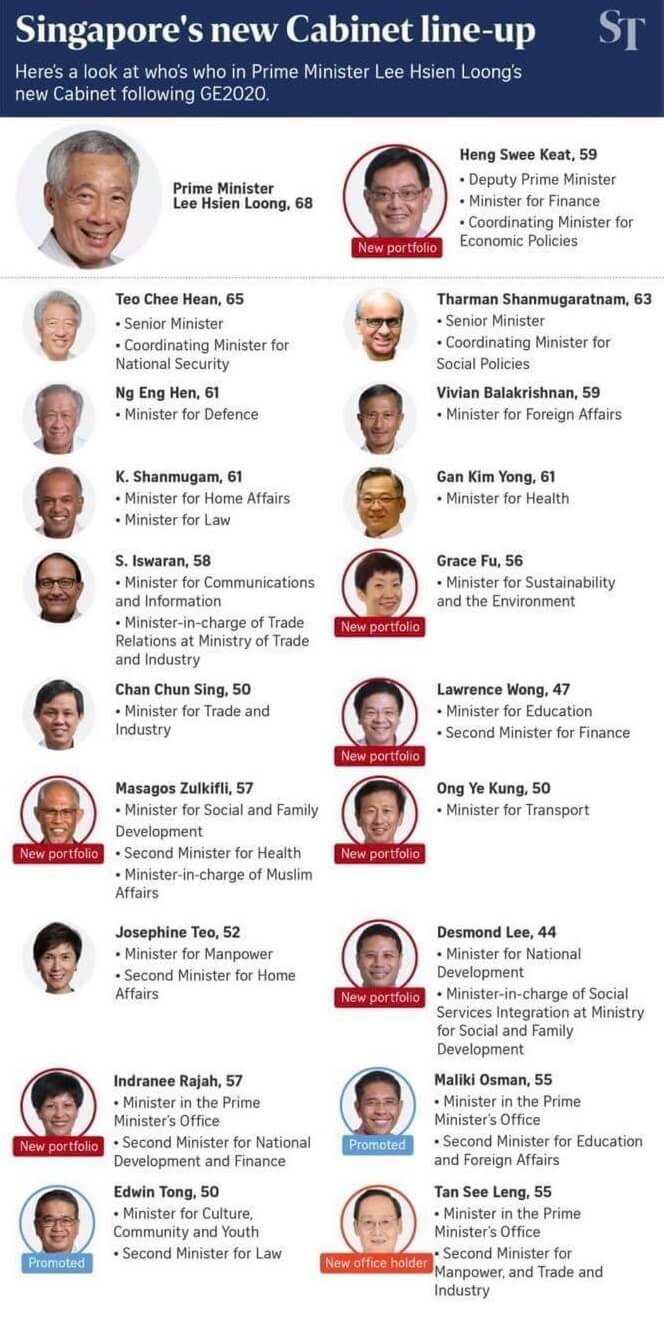 Singapore's new Cabinet line-up
ST
Here's a look at who's who in Prime Minister Lee Hsien Loong's
new Cabinet following GE2020.
Prime Minister
Lee Hsien Loong, 68
Heng Swee Keat, 59
• Deputy Prime Minister
• Minister for Finance
• Coordinating Minister for
Economic Policies
New portfolio
Teo Chee Hean, 65
• Senior Minister
• Coordinating Minister for
National Security
Tharman Shanmugaratnam, 63
• Senior Minister
• Coordinating Minister for
Social Policies
Ng Eng Hen, 61
• Minister for Defence
Vivian Balakrishnan, 59
• Minister for Foreign Affairs
K. Shanmugam, 61
• Minister for Home Affairs
• Minister for Law
Gan Kim Yong, 61
• Minister for Health
S. Iswaran, 58
• Minister for Communications
and Information
• Minister-in-charge of Trade
Relations at Ministry of Trade
and Industry
Grace Fu, 56
• Minister for Sustainability
and the Environment
New portfolio
Chan Chun Sing, 50
• Minister for Trade and
Industry
Lawrence Wong, 47
• Minister for Education
• Second Minister for Finance
New portfolio
Masagos Zulkifli, 57
• Minister for Social and Family
Development
• Second Minister for Health
• Minister-in-charge of Muslim
Affairs
New portfolio
Ong Ye Kung, 50
• Minister for Transport
New portfolio
Josephine Teo, 52
• Minister for Manpower
• Second Minister for Home
Affairs
Desmond Lee, 44
• Minister for National
Development
• Minister-in-charge of Social
Services Integration at Ministry
for Social and Family
Development
New portfolio
Indranee Rajah, 57
• Minister in the Prime
Minister's Office
• Second Minister for National
Development and Finance
New portfolio
Maliki Osman, 55
• Minister in the Prime
Minister's Office
• Second Minister for Education
and Foreign Affairs
Promoted
Edwin Tong, 50
• Minister for Culture,
Community and Youth
• Second Minister for Law
Promoted
Tan See Leng, 55
• Minister in the Prime
Minister's Office
• Second Minister for
Manpower, and Trade and
Industry
New office holder